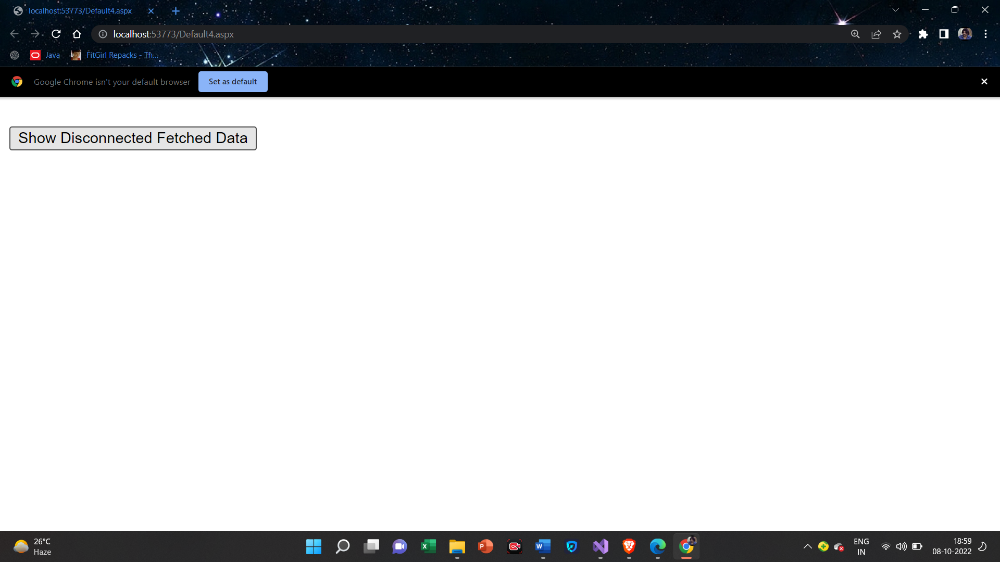 localhost:53773/Default4.aspx
localhost:53773/Default4.aspx
Java
FitGirl Repacks - Th...
Google Chrome isn't your default browser
Set as default
Show Disconnected Fetched Data
26°C
Haze
ENG
IN
18:59
08-10-2022